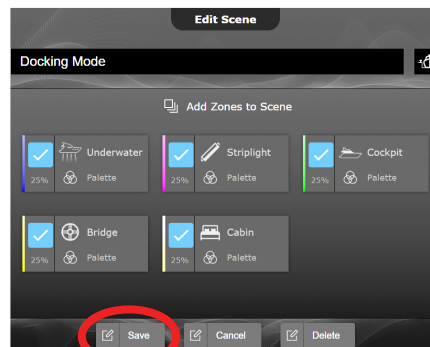 Edit Scene
Docking Mode
Add Zones to Scene
Underwater
Striplight
Cockpit
25% Palette
25% Palette
25% Palette
Bridge
Cabin
25% Palette
25% Palette
Save
Cancel
Delete